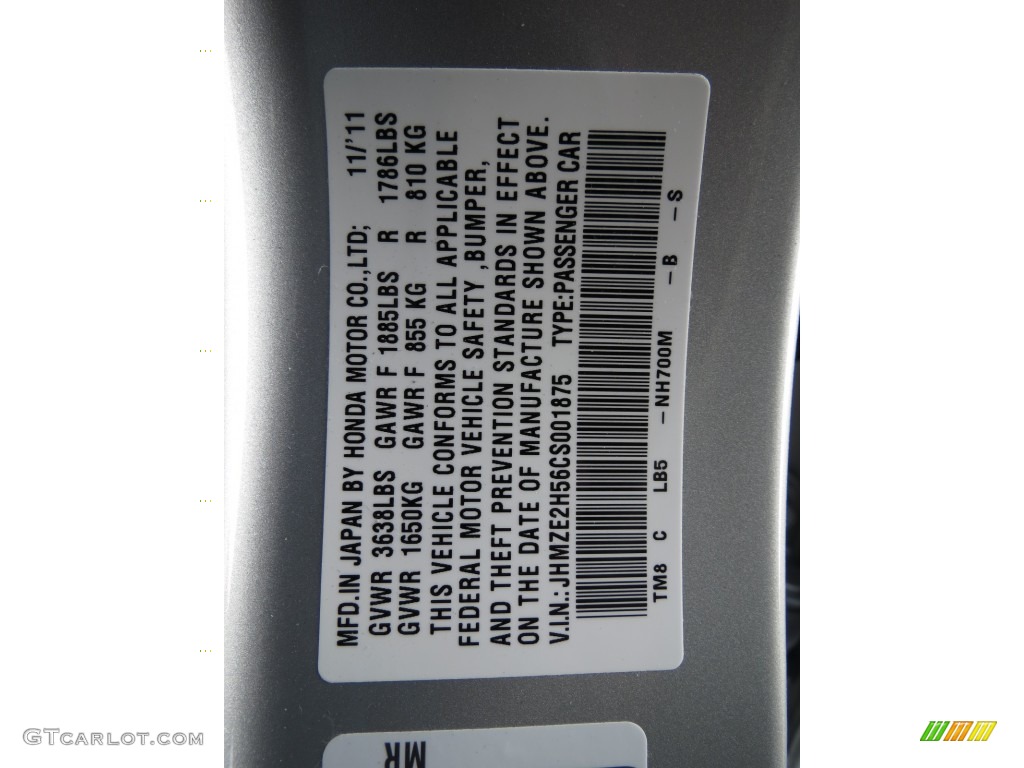 MFD.IN JAPAN BY HONDA MOTOR CO.,LTD; 11/'11
GVWR 3638LBS GAWR F 1885LBS R 1786LBS
GVWR 1650KG GAWR F 855 KG R 810 KG
THIS VEHICLE CONFORMS TO ALL APPLICABLE
FEDERAL MOTOR VEHICLE SAFETY ,BUMPER,
AND THEFT PREVENTION STANDARDS IN EFFECT
ON THE DATE OF MANUFACTURE SHOWN ABOVE.
V.I.N.:JHMZE2H56CS001875 TYPE:PASSENGER CAR
TM8 C LB5 -NH700M -B -S
MR
GTCARLOT.COM